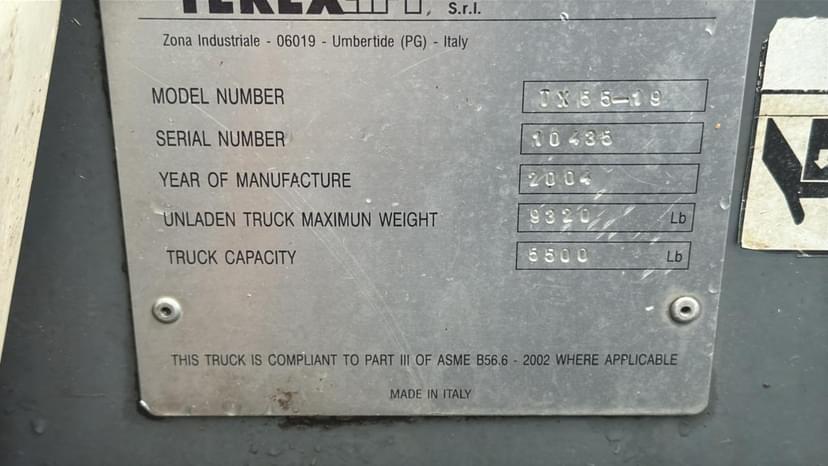 TEREXLIFT S.r.l.
Zona Industriale - 06019 - Umbertide (PG) - Italy
MODEL NUMBER TX55-19
SERIAL NUMBER 10435
YEAR OF MANUFACTURE 2004
UNLADEN TRUCK MAXIMUN WEIGHT 9320 Lb
TRUCK CAPACITY 5500 Lb
THIS TRUCK IS COMPLIANT TO PART III OF ASME B56.6 - 2002 WHERE APPLICABLE
MADE IN ITALY